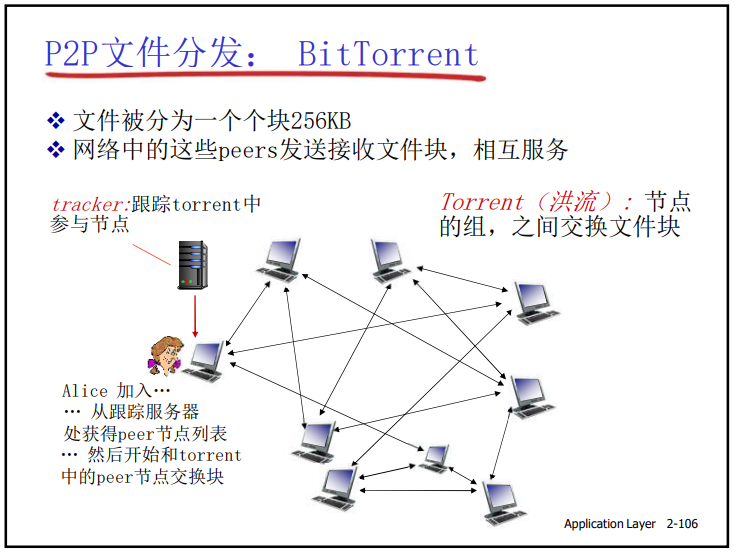 P2P文件分发： BitTorrent
文件被分为一个个块256KB
网络中的这些peers发送接收文件块，相互服务
tracker:跟踪torrent中
参与节点
Torrent（洪流）: 节点
的组，之间交换文件块
Alice 加入…
… 从跟踪服务器
处获得peer节点列表
… 然后开始和torrent
中的peer节点交换块
Application Layer 2-106